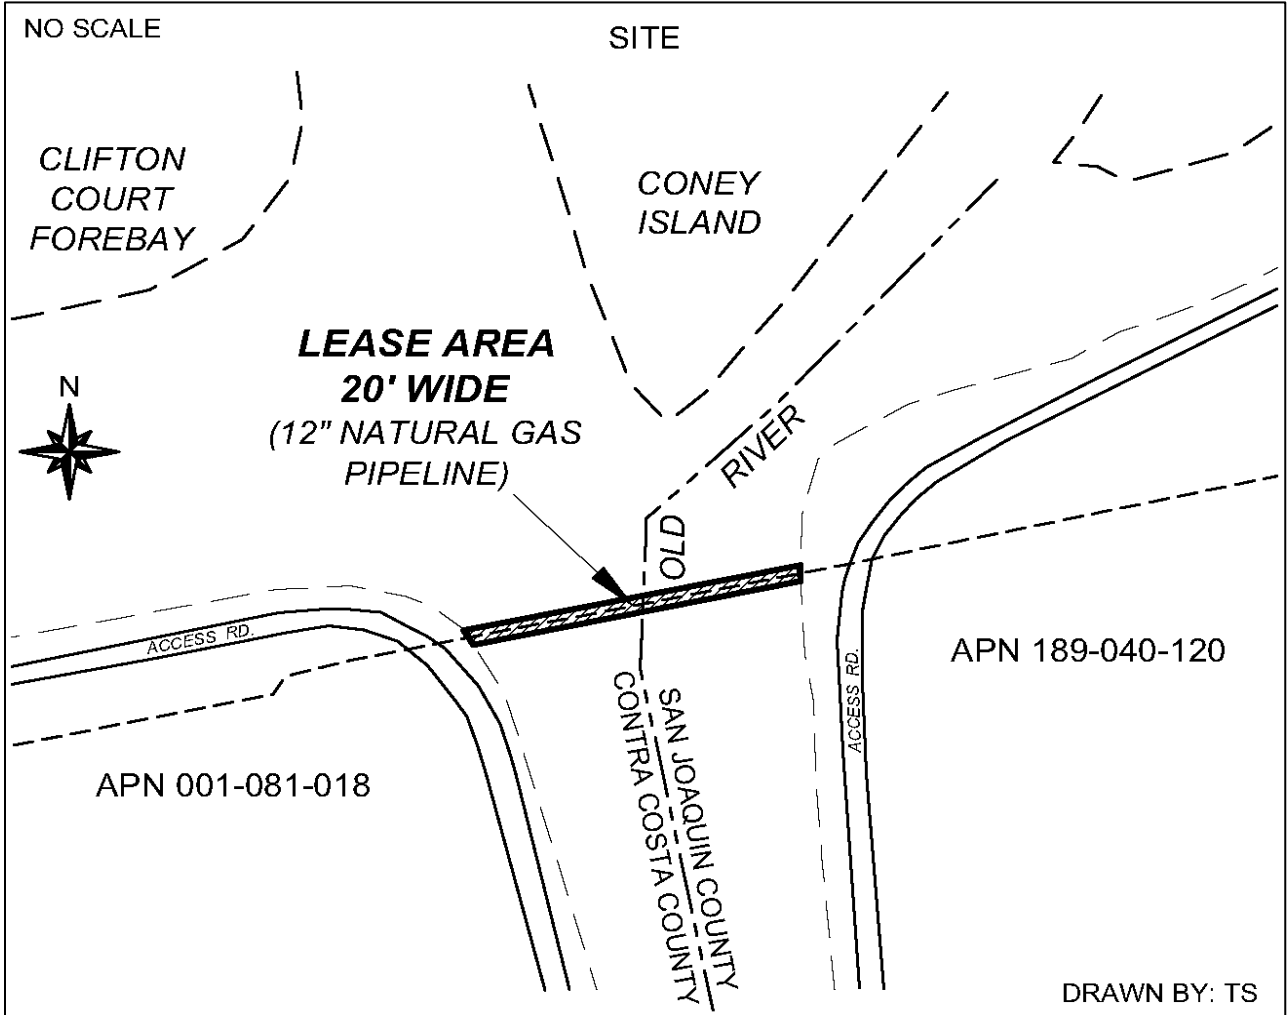 NO SCALE
SITE
CLIFTON
COURT
FOREBAY
CONEY
ISLAND
LEASE AREA
20' WIDE
(12" NATURAL GAS
PIPELINE)
N
OLD
RIVER
ACCESS RD.
ACCESS RD.
APN 189-040-120
APN 001-081-018
SAN JOAQUIN COUNTY
CONTRA COSTA COUNTY
DRAWN BY: TS